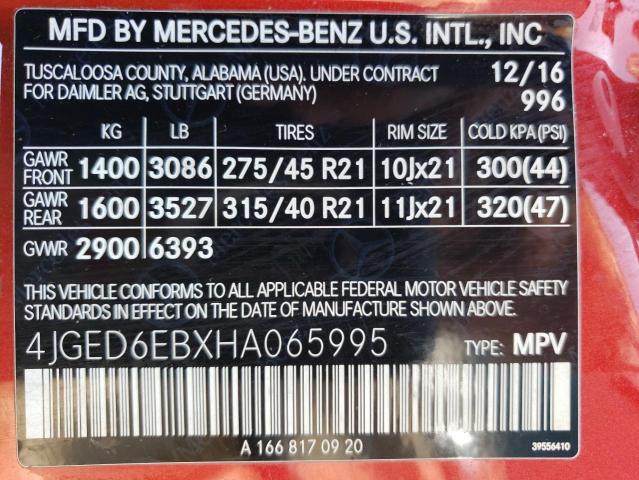 MFD BY MERCEDES-BENZ U.S. INTL., INC
TUSCALOOSA COUNTY, ALABAMA (USA). UNDER CONTRACT 12/16
FOR DAIMLER AG, STUTTGART (GERMANY) 996
KG LB TIRES RIM SIZE COLD KPA(PSI)
GAWR FRONT 1400 3086 275/45 R21 10Jx21 300(44)
GAWR REAR 1600 3527 315/40 R21 11Jx21 320(47)
GVWR 2900 6393
THIS VEHICLE CONFORMS TO ALL APPLICABLE FEDERAL MOTOR VEHICLE SAFETY
STANDARDS IN EFFECT ON THE DATE OF MANUFACTURE SHOWN ABOVE.
4JGED6EBXHA065995 TYPE: MPV
A 166 817 09 20 39556410